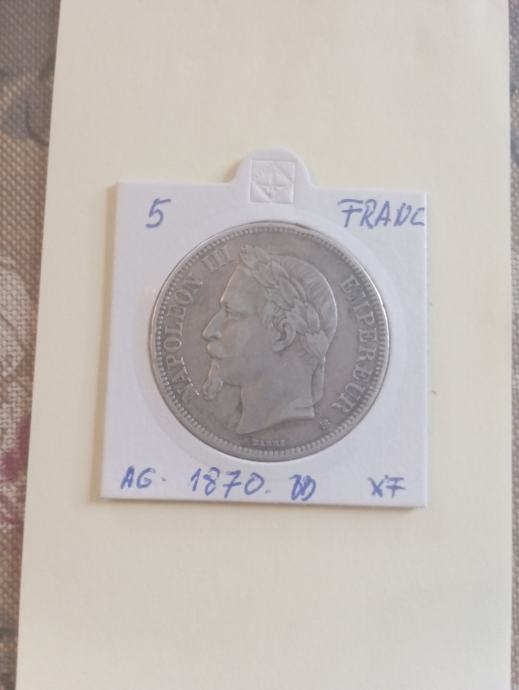 5 FRANC
NAPOLEON III EMPEREUR
BARRE
AG. 1870. BB XF